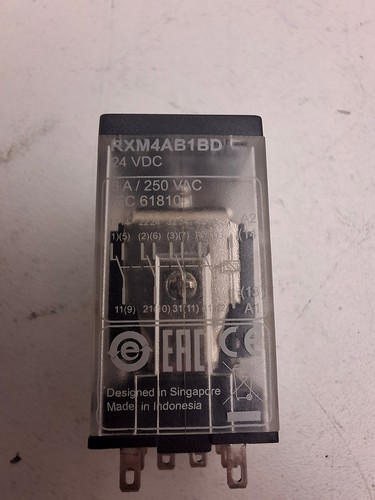 RXM4AB1BD
24 VDC
A / 250 VAC
61810-1
A2
(5) (2)(6) (3)(7)
11(9) 31(11) A1
EAC CE
Designed in Singapore
Made in Indonesia